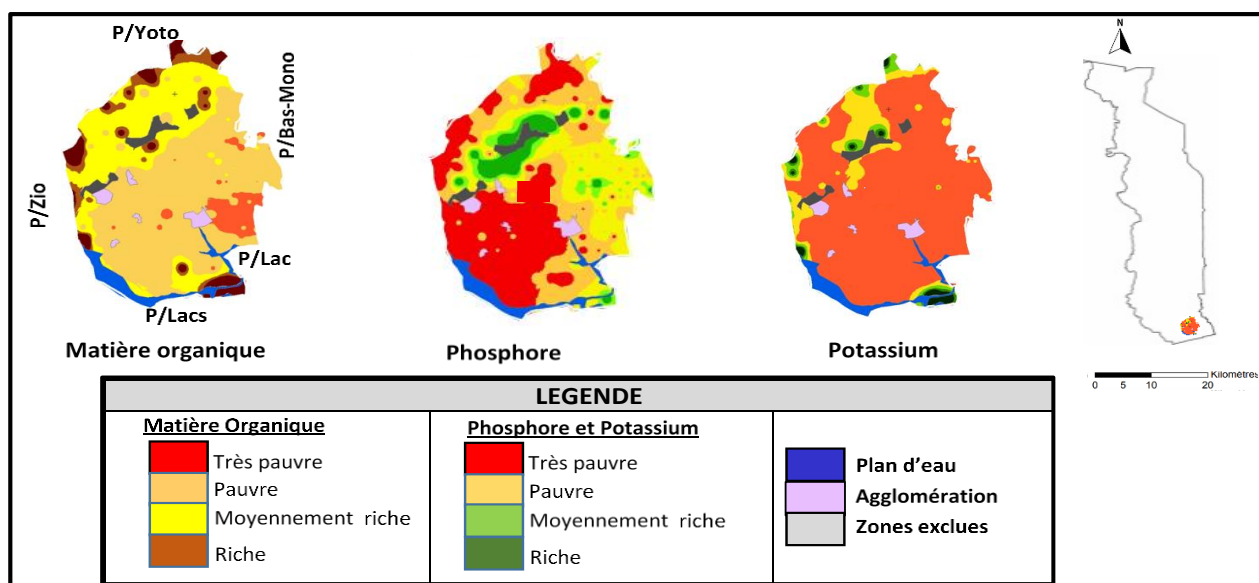 P/Yoto
P/Bas-Mono
P/Zio
P/Lac
P/Lacs
Matière organique
Phosphore
Potassium
N
Kilomètres
0 5 10 20
LEGENDE
Matière Organique
Très pauvre
Pauvre
Moyennement riche
Riche
Phosphore et Potassium
Très pauvre
Pauvre
Moyennement riche
Riche
Plan d’eau
Agglomération
Zones exclues